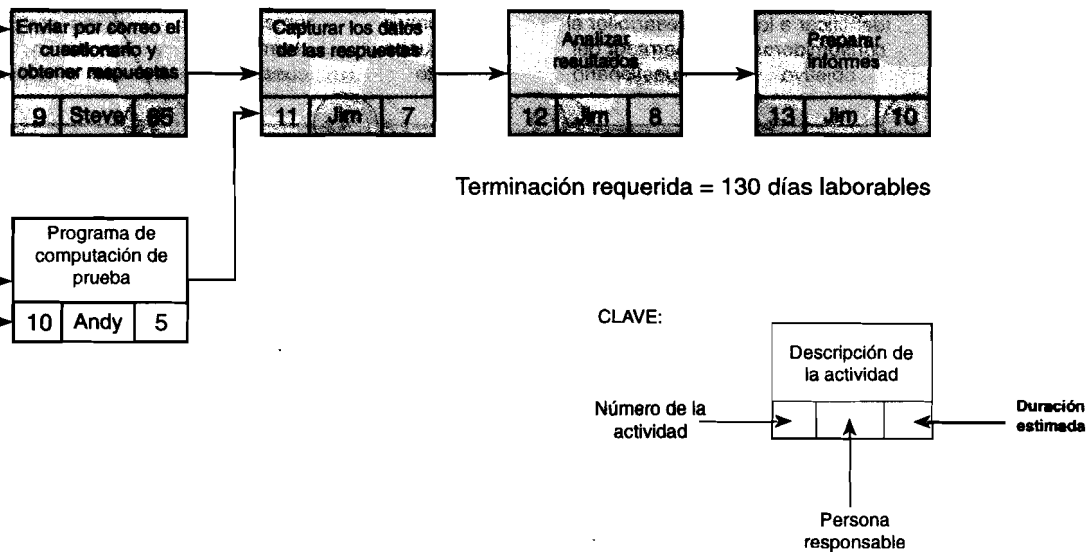 Enviar por correo el
cuestionario y
obtener respuestas
9 Steve 65
Capturar los datos
de las respuestas
11 Jim 7
Analizar
resultados
12 Jim 8
Preparar
informes
13 Jim 10
Terminación requerida = 130 días laborables
Programa de
computación de
prueba
10 Andy 5
CLAVE:
Descripción de
la actividad
Número de la
actividad
Duración
estimada
Persona
responsable